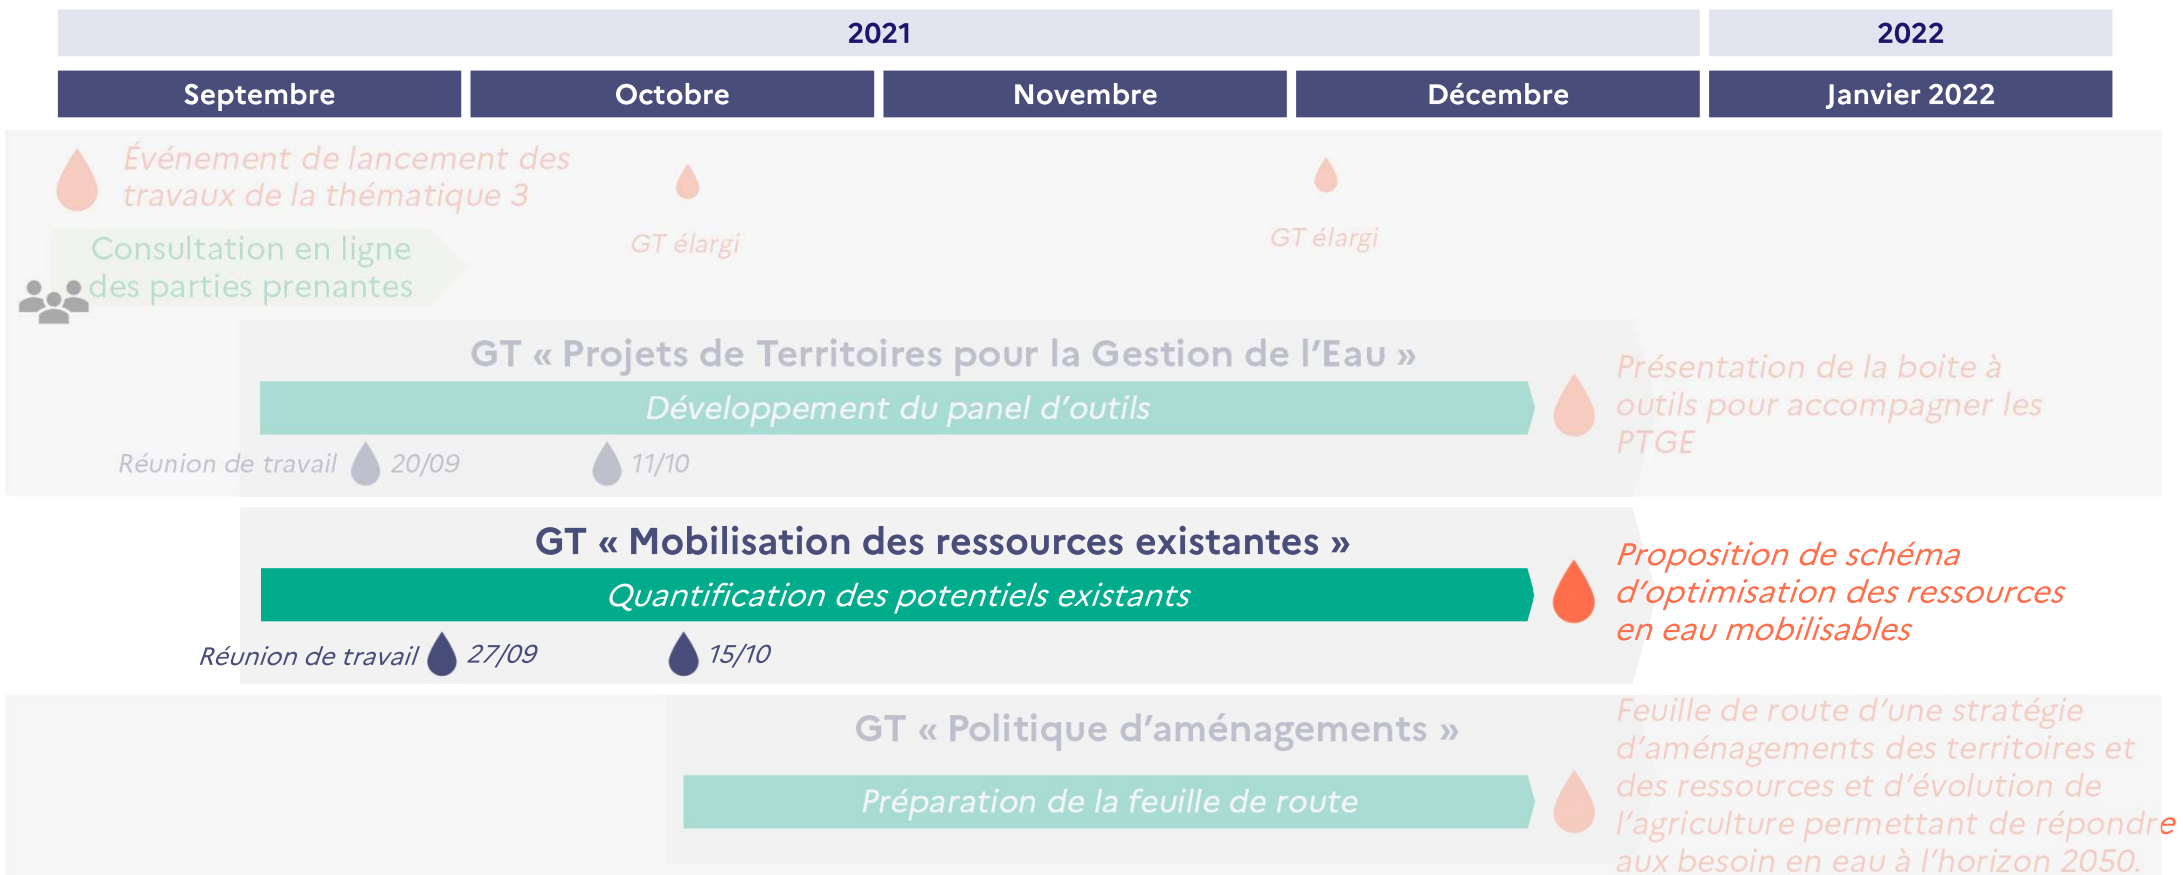 2021
2022
Septembre
Octobre
Novembre
Décembre
Janvier 2022
Événement de lancement des
travaux de la thématique 3
GT élargi
GT élargi
Consultation en ligne
des parties prenantes
GT « Projets de Territoires pour la Gestion de l’Eau »
Développement du panel d’outils
Réunion de travail
20/09
11/10
Présentation de la boite à
outils pour accompagner les
PTGE
GT « Mobilisation des ressources existantes »
Quantification des potentiels existants
Réunion de travail
27/09
15/10
Proposition de schéma
d’optimisation des ressources
en eau mobilisables
GT « Politique d’aménagements »
Préparation de la feuille de route
Feuille de route d’une stratégie
d’aménagements des territoires et
des ressources et d’évolution de
l’agriculture permettant de répondre
aux besoin en eau à l’horizon 2050.